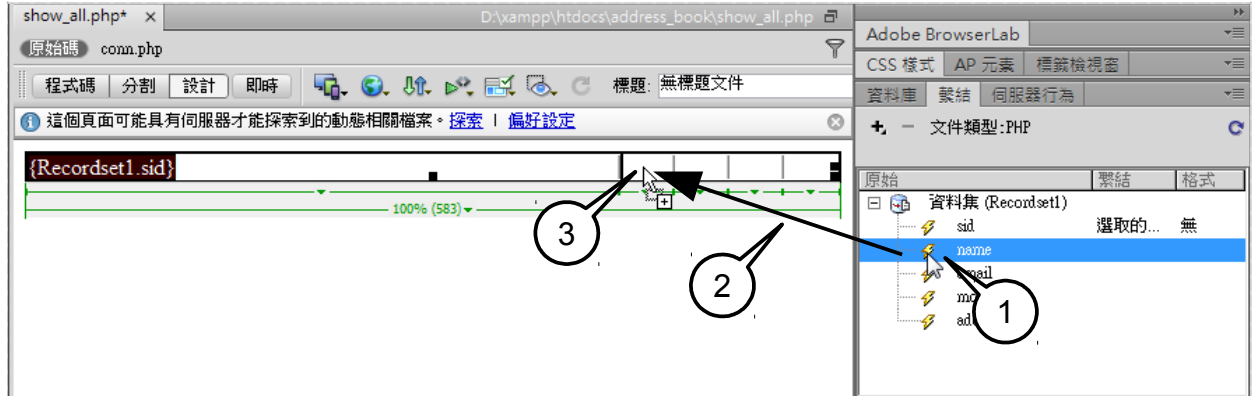 show_all.php* ×
D:\xampp\htdocs\address_book\show_all.php
原始碼 conn.php
程式碼 分割 設計 即時 標題: 無標題文件
這個頁面可能具有伺服器才能探索到的動態相關檔案。探索 | 偏好設定
{Recordset1.sid}
100% (583)
3
2
Adobe BrowserLab
CSS 樣式 AP 元素 標籤檢視窗
資料庫 繫結 伺服器行為
文件類型:PHP
原始 繫結 格式
資料集 (Recordset1)
sid 選取的... 無
name
1